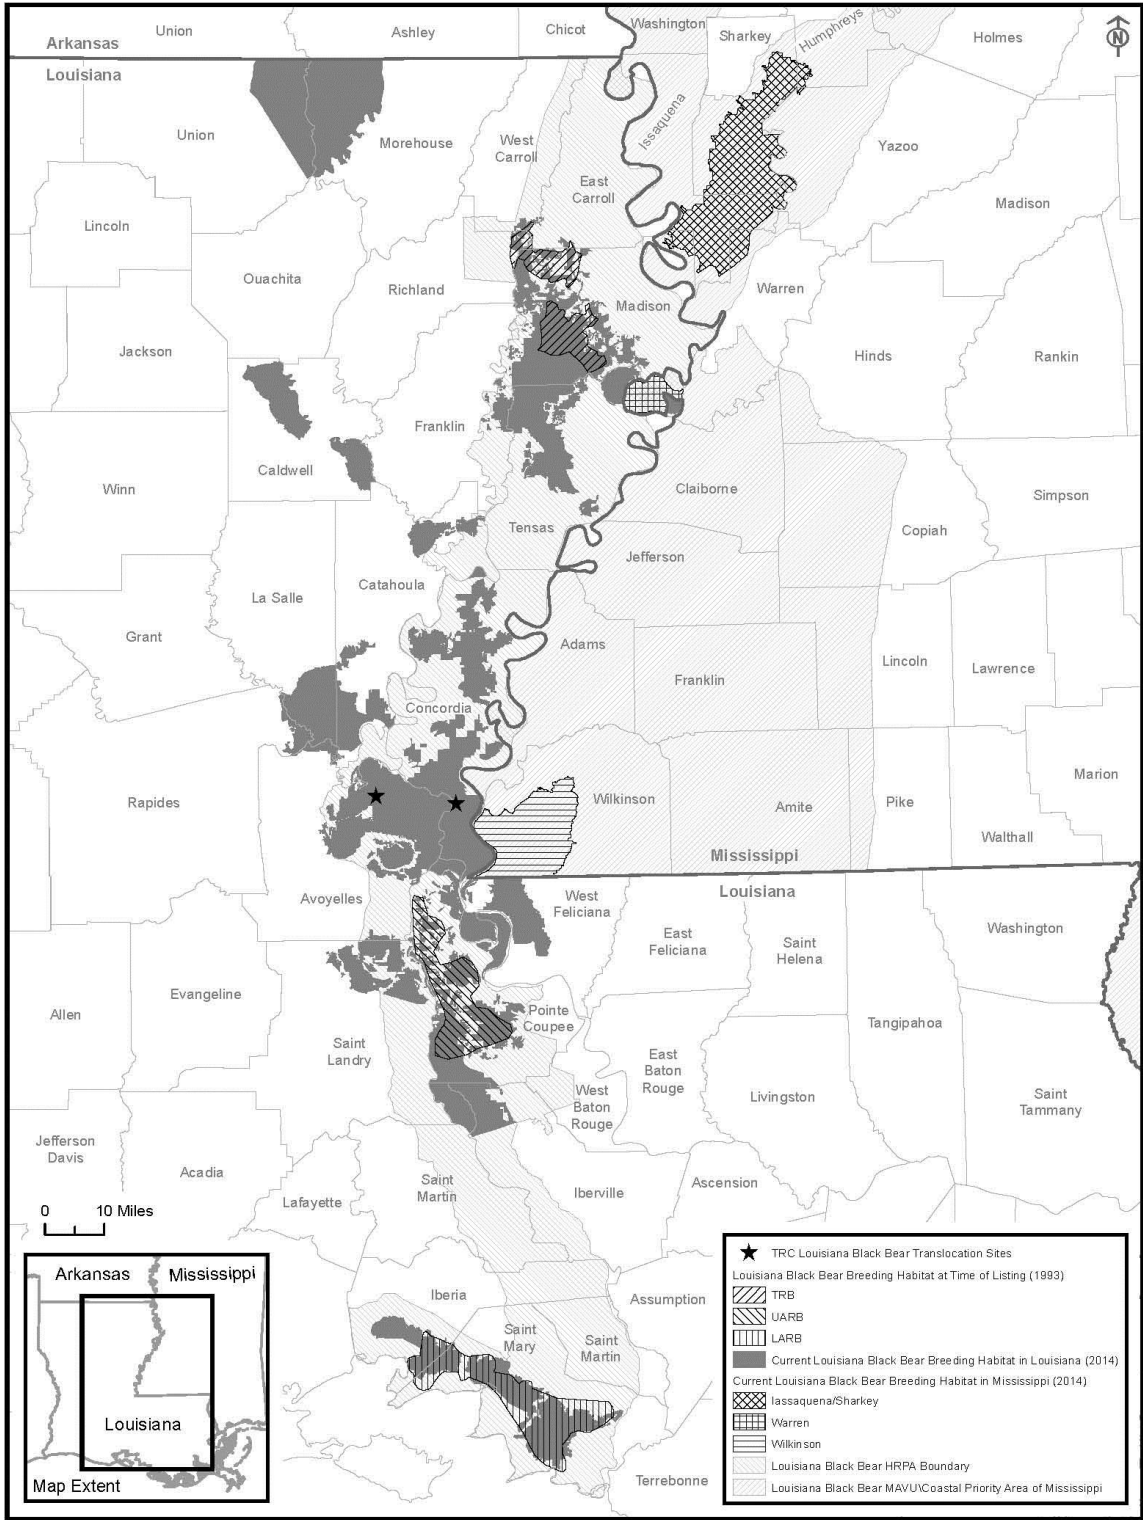 Union
Ashley
Chicot
Washington
Sharkey
Humphreys
Holmes
N
Arkansas
Louisiana
Union
Morehouse
West
Carroll
East
Carroll
Issaquena
Yazoo
Madison
Lincoln
Ouachita
Richland
Madison
Warren
Jackson
Hinds
Rankin
Franklin
Caldwell
Winn
Claiborne
Simpson
Tensas
Copiah
Jefferson
Catahoula
La Salle
Grant
Adams
Franklin
Lincoln
Lawrence
Concordia
Rapides
Wilkinson
Amite
Pike
Marion
Walthall
Mississippi
Louisiana
Avoyelles
West
Feliciana
East
Feliciana
Saint
Helena
Washington
Allen
Evangeline
Pointe
Coupee
Tangipahoa
Saint
Landry
East
Baton
Rouge
West
Baton
Rouge
Livingston
Saint
Tammany
Jefferson
Davis
Acadia
Lafayette
Saint
Martin
Iberville
Ascension
0 10 Miles
Iberia
Saint
Mary
Saint
Martin
Assumption
Terrebonne
Arkansas
Mississippi
Louisiana
Map Extent
TRC Louisiana Black Bear Translocation Sites
Louisiana Black Bear Breeding Habitat at Time of Listing (1993)
TRB
UARB
LARB
Current Louisiana Black Bear Breeding Habitat in Louisiana (2014)
Current Louisiana Black Bear Breeding Habitat in Mississippi (2014)
Iassaquena/Sharkey
Warren
Wilkinson
Louisiana Black Bear HRPA Boundary
Louisiana Black Bear MAVU\Coastal Priority Area of Mississippi